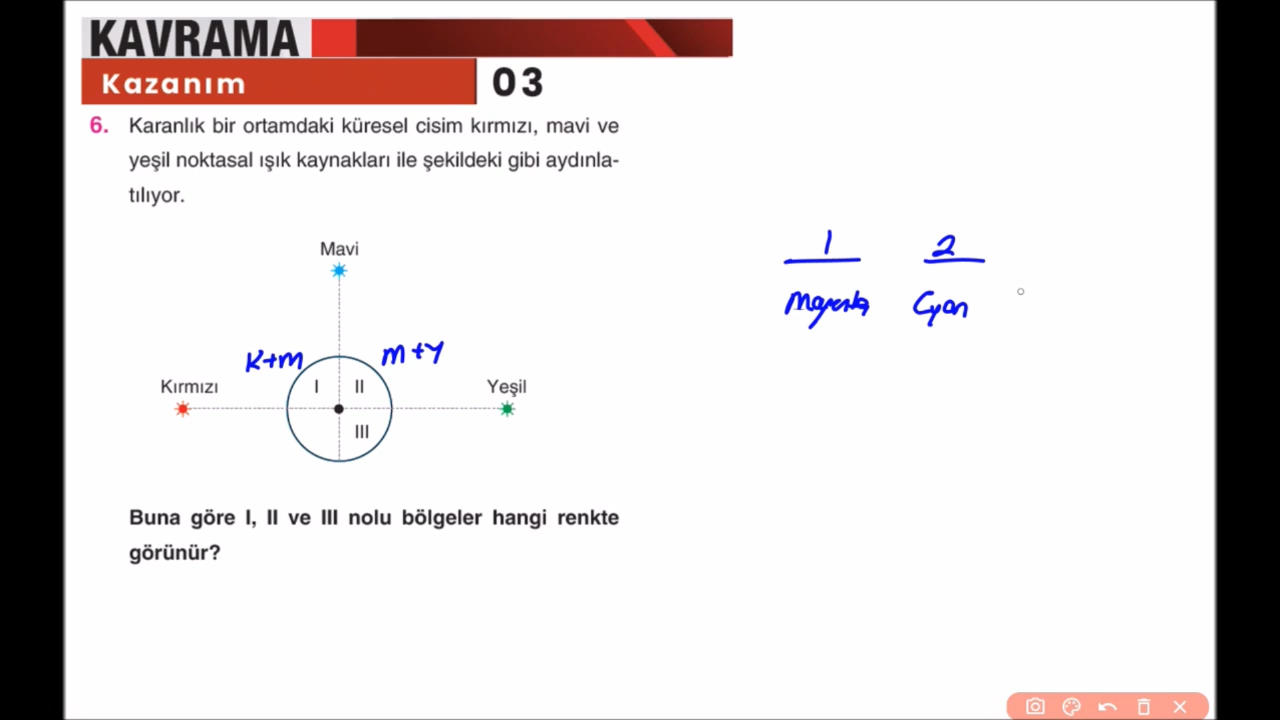 KAVRAMA
Kazanım 03
6. Karanlık bir ortamdaki küresel cisim kırmızı, mavi ve
yeşil noktasal ışık kaynakları ile şekildeki gibi aydınla-
tılıyor.
1 2
Magenta Cyan
Mavi
K+m m+Y
Kırmızı I II Yeşil
III
Buna göre I, II ve III nolu bölgeler hangi renkte
görünür?